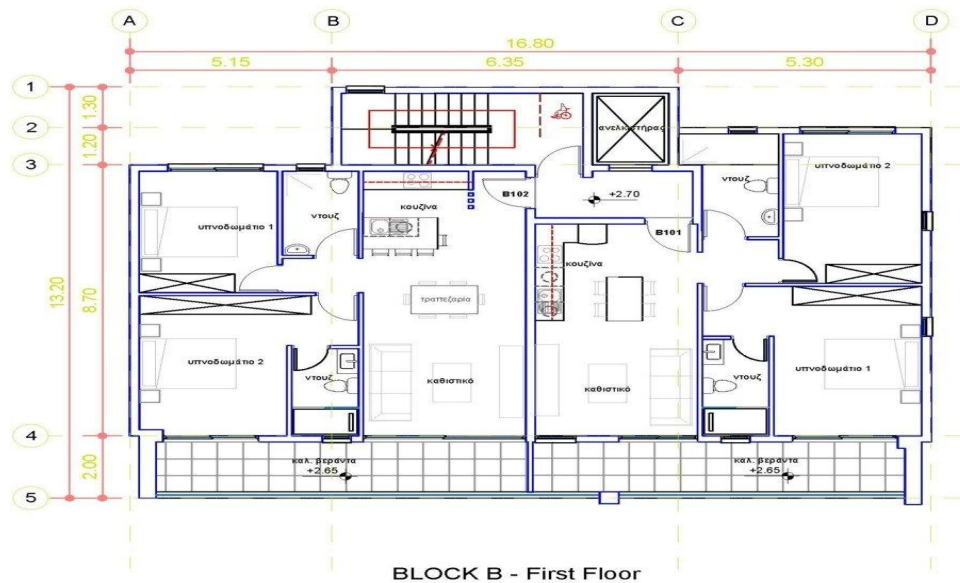 A B C D
16.80
5.15 6.35 5.30
1
1.30
2
1.20
3
13.20
8.70
4
2.00
5
ανελκιστήρας
υπνοδωμάτιο 2
ντουζ
ντουζ
κουζίνα
B102
+2.70
υπνοδωμάτιο 1
B101
κουζίνα
τραπεζαρία
υπνοδωμάτιο 2
ντουζ
καθιστικό
καθιστικό
ντουζ
υπνοδωμάτιο 1
καλ. βεράντα
+2.65
καλ. βεράντα
+2.65
BLOCK B - First Floor